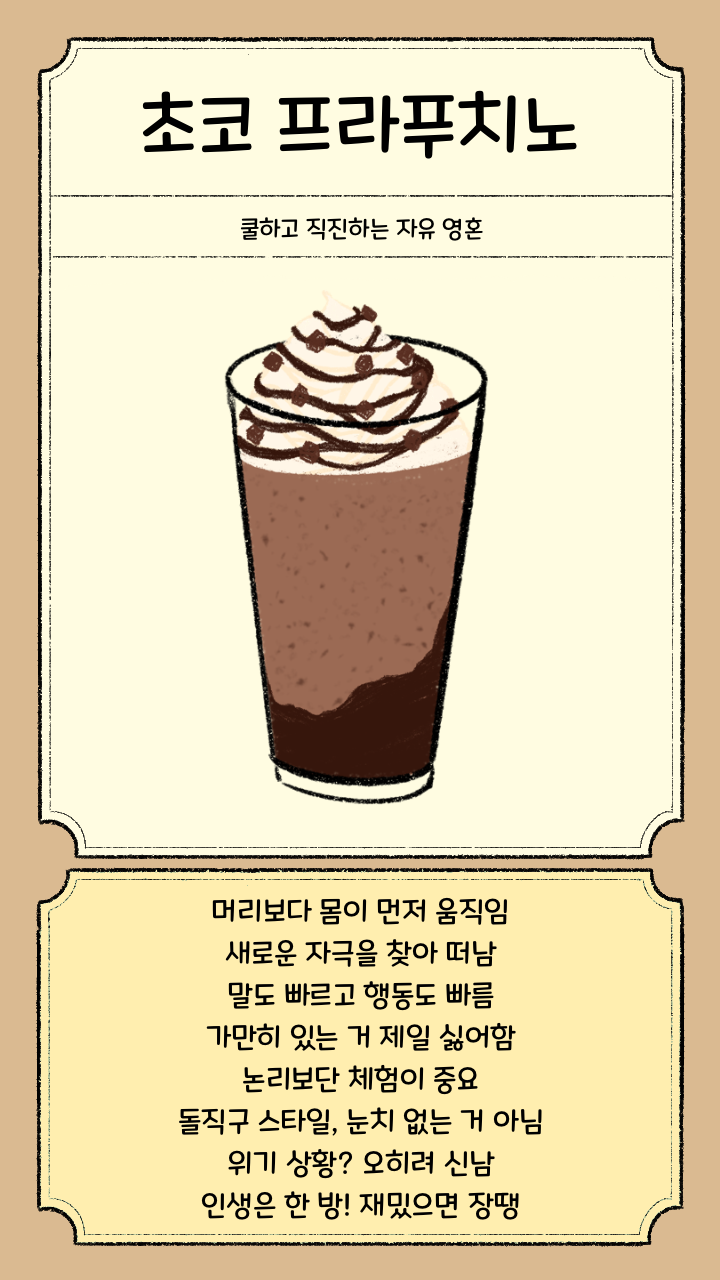 초코 프라푸치노
쿨하고 직진하는 자유 영혼
머리보다 몸이 먼저 움직임
새로운 자극을 찾아 떠남
말도 빠르고 행동도 빠름
가만히 있는 거 제일 싫어함
논리보단 체험이 중요
돌직구 스타일, 눈치 없는 거 아님
위기 상황? 오히려 신남
인생은 한 방! 재밌으면 장땡